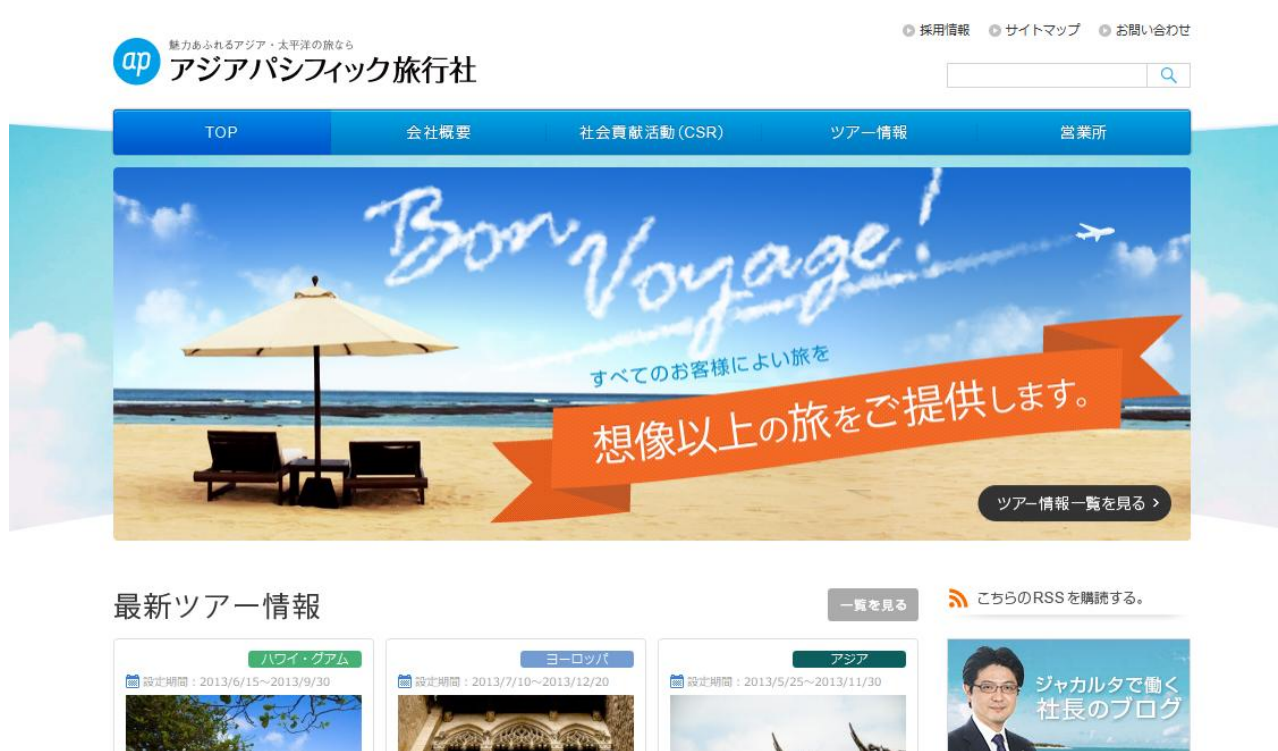 採用情報 サイトマップ お問い合わせ
魅力あふれるアジア・太平洋の旅なら
ap アジアパシフィック旅行社
TOP 会社概要 社会貢献活動(CSR) ツアー情報 営業所
Bon Voyage!
すべてのお客様によい旅を
想像以上の旅をご提供します。
ツアー情報一覧を見る
最新ツアー情報
一覧を見る
こちらのRSSを購読する。
ハワイ・グアム
設定期間：2013/6/15～2013/9/30
ヨーロッパ
設定期間：2013/7/10～2013/12/20
アジア
設定期間：2013/5/25～2013/11/30
ジャカルタで働く
社長のブログ